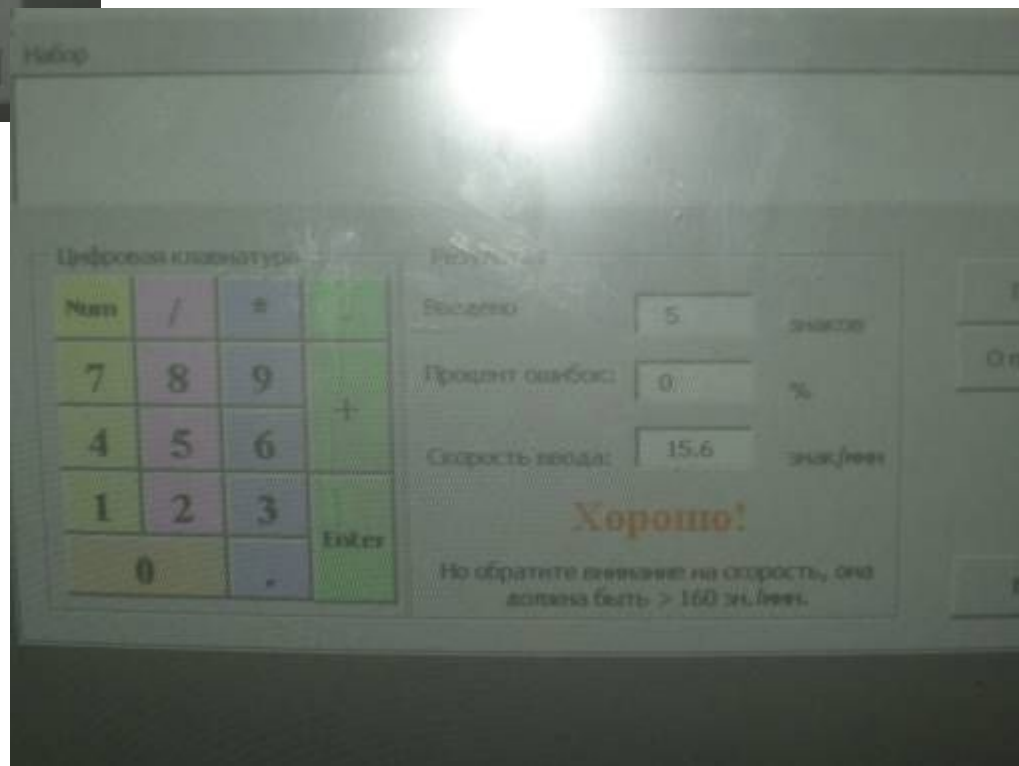 Набор
Цифровая клавиатура
Результат
Num / * -
7 8 9 +
4 5 6
1 2 3 Enter
0 .
Введено 5 знаков
Процент ошибок: 0 %
Скорость ввода: 15.6 знак/мин
Хорошо!
Но обратите внимание на скорость, она
должна быть > 160 зн./мин.